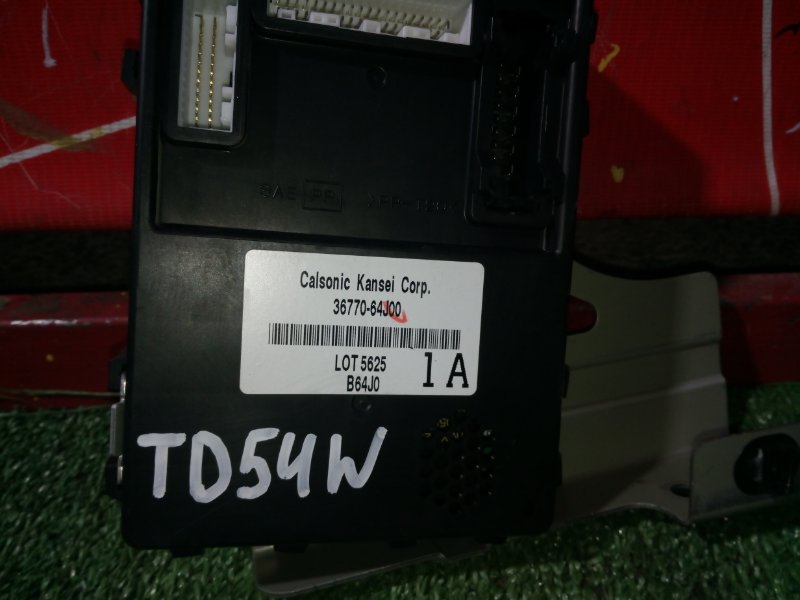 Calsonic Kansei Corp.
36770-64J00
LOT 5625
B64J0
1A
TD54W